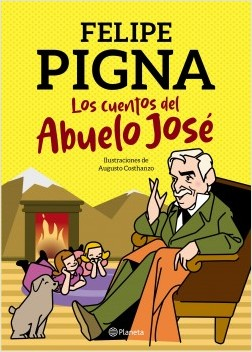 FELIPE
PIGNA
Los cuentos del
Abuelo José
Ilustraciones de
Augusto Costhanzo
Planeta